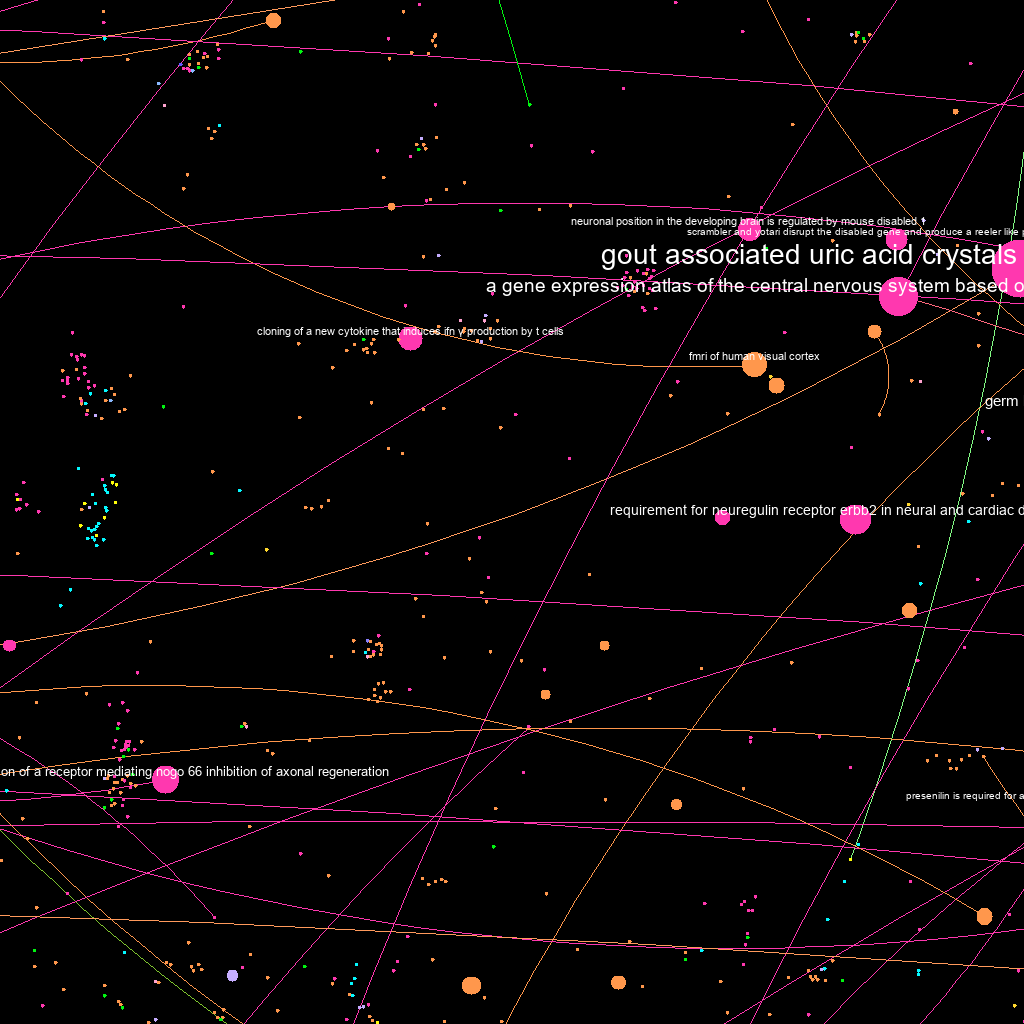 neuronal position in the developing brain is regulated by mouse disabled 1
scrambler and yotari disrupt the disabled gene and produce a reeler like
gout associated uric acid crystals
a gene expression atlas of the central nervous system based
cloning of a new cytokine that induces ifn γ production by t cells
fmri of human visual cortex
germ
requirement for neuregulin receptor erbb2 in neural and cardiac
on of a receptor mediating nogo 66 inhibition of axonal regeneration
presenilin is required for